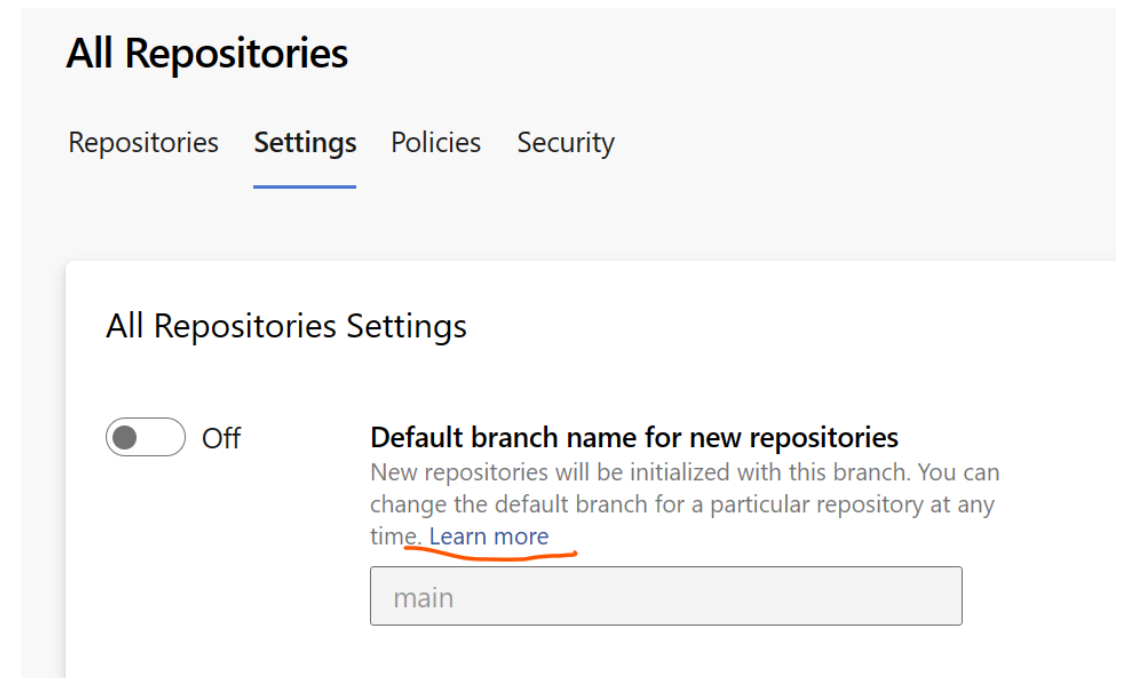 All Repositories
Repositories Settings Policies Security
All Repositories Settings
Off
Default branch name for new repositories
New repositories will be initialized with this branch. You can
change the default branch for a particular repository at any
time. Learn more
main